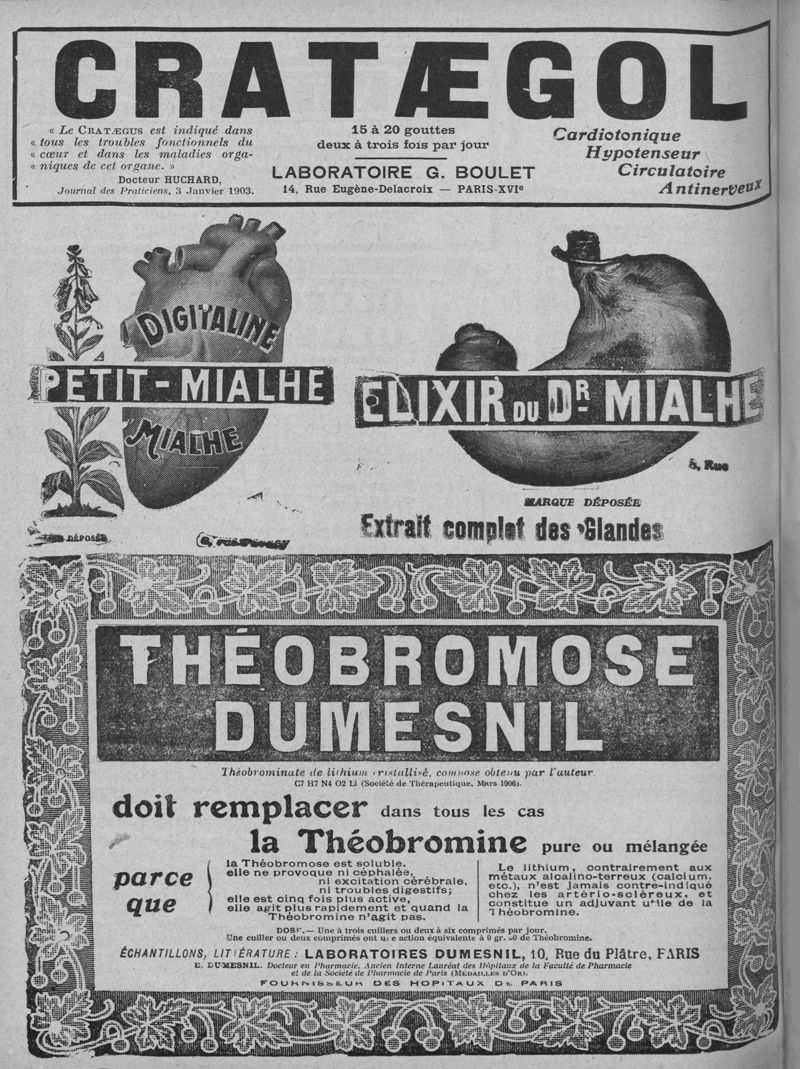 CRATÆGOL
« Le CRATÆGUS est indiqué dans
« tous les troubles fonctionnels du
« cœur et dans les maladies orga-
« niques de cet organe. »
Docteur HUCHARD,
Journal des Praticiens, 3 Janvier 1903.
15 à 20 gouttes
deux à trois fois par jour
LABORATOIRE G. BOULET
14, Rue Eugène-Delacroix — PARIS-XVIe
Cardiotonique
Hypotenseur
Circulatoire
Antinerveux
DIGITALINE
PETIT-MIALHE
MIALHE
DÉPOSÉE
ELIXIR DU DR MIALHE
8, Rue
MARQUE DÉPOSÉE
Extrait complet des Glandes
THÉOBROMOSE
DUMESNIL
Théobrominate de lithium cristallisé, compose obtenu par l'auteur
C7 H7 N4 O2 Li (Société de Thérapeutique, Mars 1906).
doit remplacer dans tous les cas
la Théobromine pure ou mélangée
parce
que
la Théobromose est soluble,
elle ne provoque ni céphalée,
ni excitation cérébrale,
ni troubles digestifs;
elle est cinq fois plus active,
elle agit plus rapidement et quand la
Théobromine n'agit pas.
Le lithium, contrairement aux
métaux alcalino-terreux (calcium,
etc.), n'est jamais contre-indiqué
chez les artério-scléreux, et
constitue un adjuvant utile de la
Théobromine.
DOSE. — Une à trois cuillers ou deux à six comprimés par jour.
Une cuiller ou deux comprimés ont une action équivalente à 0 gr. 50 de Théobromine.
ÉCHANTILLONS, LITTÉRATURE : LABORATOIRES DUMESNIL, 10, Rue du Plâtre, PARIS
E. DUMESNIL. Docteur en Pharmacie, Ancien Interne Lauréat des Hôpitaux de la Faculté de Pharmacie
et de la Société de Pharmacie de Paris (MÉDAILLES D'OR).
FOURNISSEUR DES HOPITAUX DE PARIS